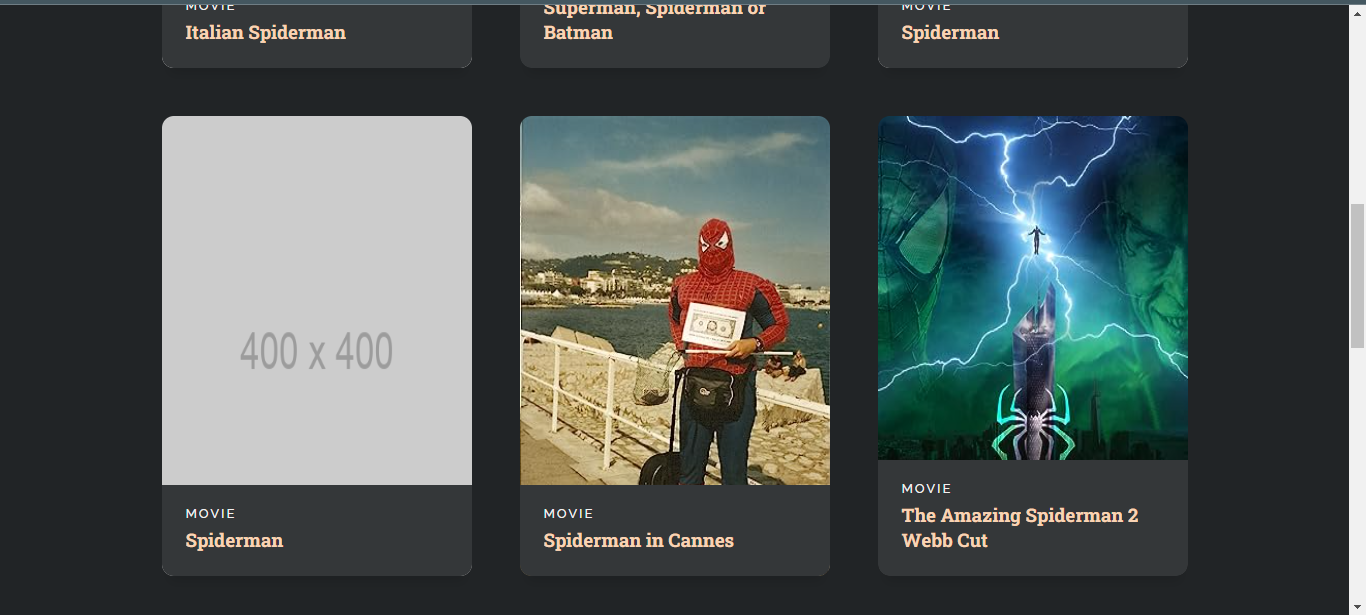 MOVIE
Italian Spiderman
Superman, Spiderman or
Batman
MOVIE
Spiderman
400 x 400
MOVIE
Spiderman
MOVIE
Spiderman in Cannes
MOVIE
The Amazing Spiderman 2
Webb Cut